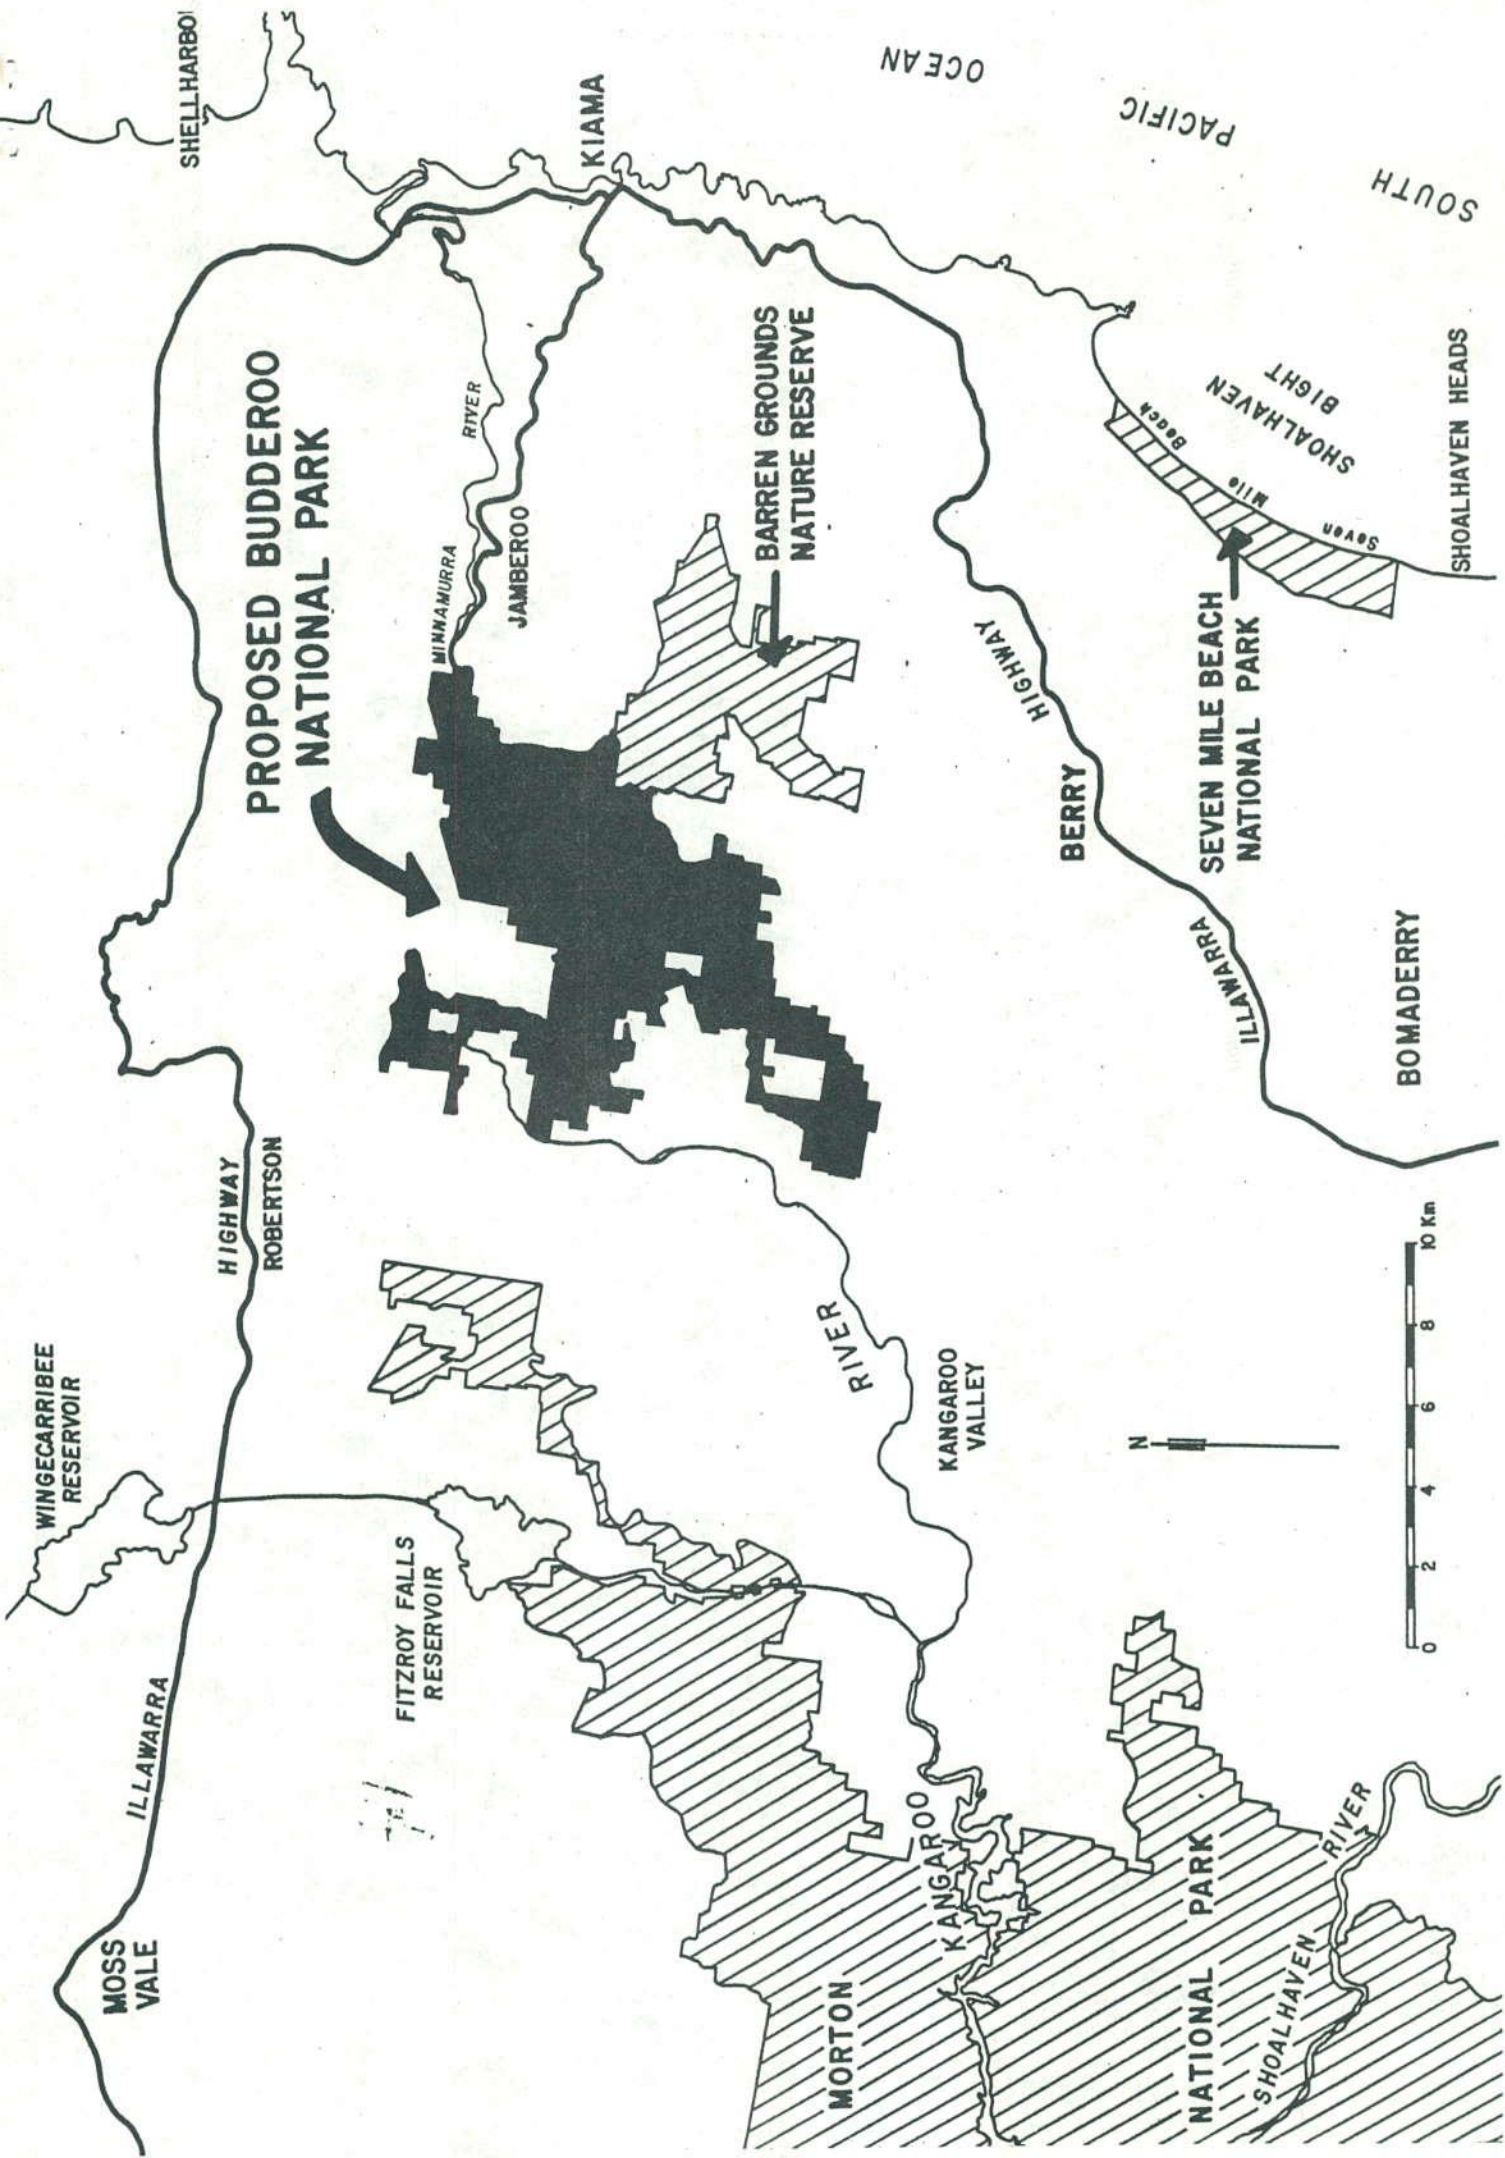 SHELLHARBO
WINGECARRIBEE
RESERVOIR
MOSS
VALE
ILLAWARRA
HIGHWAY
ROBERTSON
PROPOSED BUDDEROO
NATIONAL PARK
FITZROY FALLS
RESERVOIR
MINNAMURRA
RIVER
JAMBEROO
KIAMA
BARREN GROUNDS
NATURE RESERVE
MORTON
NATIONAL PARK
KANGAROO
RIVER
KANGAROO
VALLEY
BERRY
ILLAWARRA
HIGHWAY
SEVEN MILE BEACH
NATIONAL PARK
Seven
Mile
Beach
SHOALHAVEN
BIGHT
SOUTH
PACIFIC
OCEAN
SHOALHAVEN
RIVER
BOMADERRY
SHOALHAVEN HEADS
N
0 2 4 6 8 10 Km